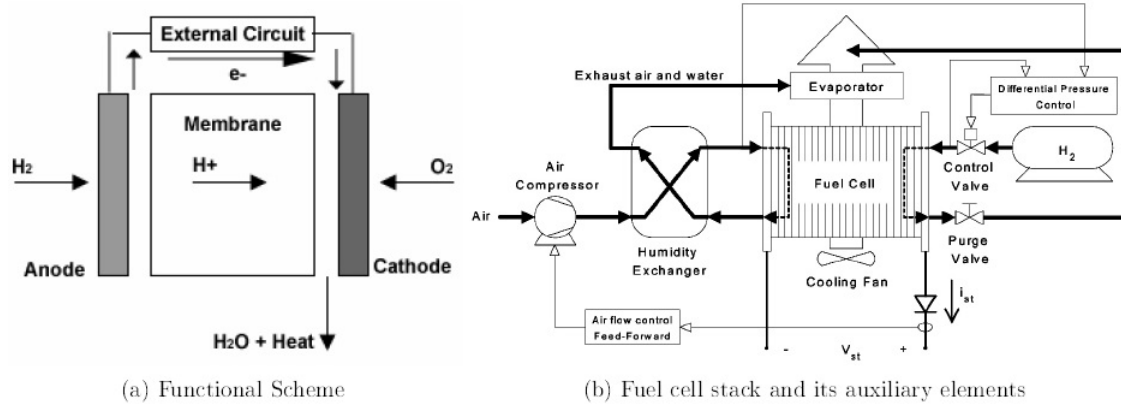 External Circuit
e-
Membrane
H2
H+
O2
Anode
Cathode
H2O + Heat
(a) Functional Scheme
Exhaust air and water
Evaporator
Differential Pressure
Control
H2
Control
Valve
Air
Compressor
Fuel Cell
Air
Humidity
Exchanger
Purge
Valve
Cooling Fan
ist
Air flow control
Feed-Forward
- Vst +
(b) Fuel cell stack and its auxiliary elements